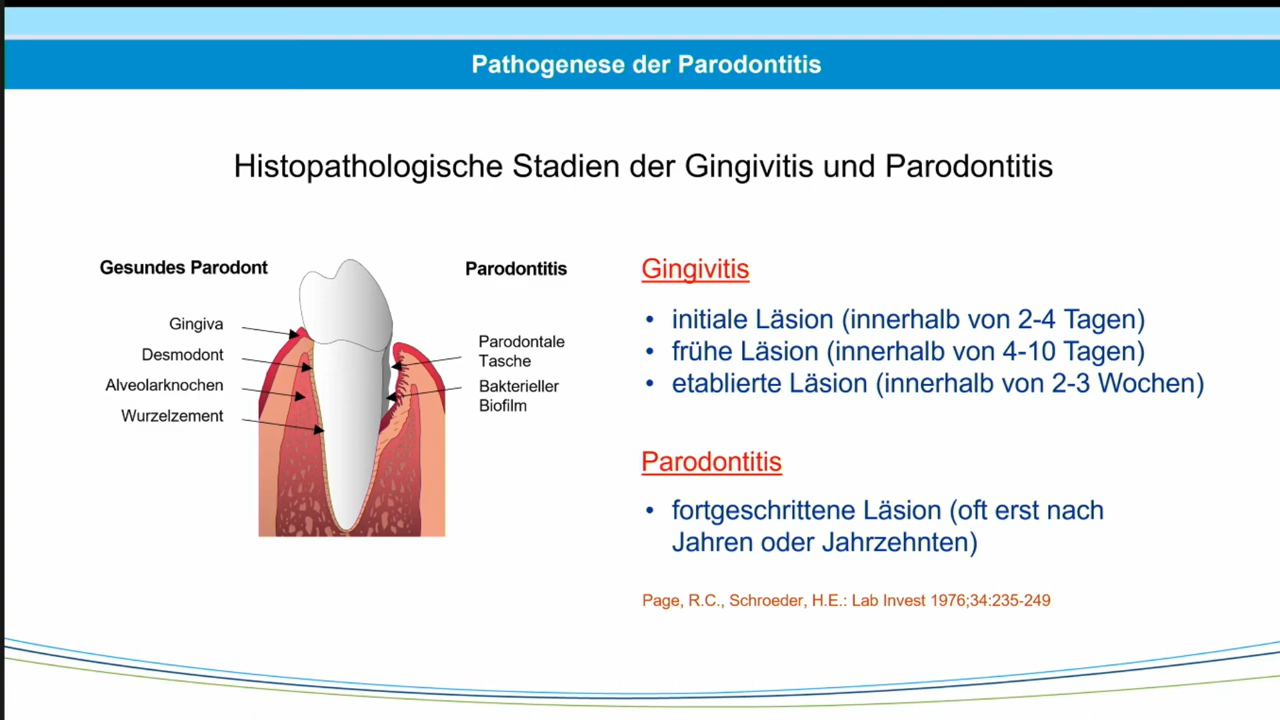 Pathogenese der Parodontitis
Histopathologische Stadien der Gingivitis und Parodontitis
Gesundes Parodont
Gingiva
Desmodont
Alveolarknochen
Wurzelzement
Parodontitis
Parodontale
Tasche
Bakterieller
Biofilm
Gingivitis
• initiale Läsion (innerhalb von 2-4 Tagen)
• frühe Läsion (innerhalb von 4-10 Tagen)
• etablierte Läsion (innerhalb von 2-3 Wochen)
Parodontitis
• fortgeschrittene Läsion (oft erst nach
Jahren oder Jahrzehnten)
Page, R.C., Schroeder, H.E.: Lab Invest 1976;34:235-249